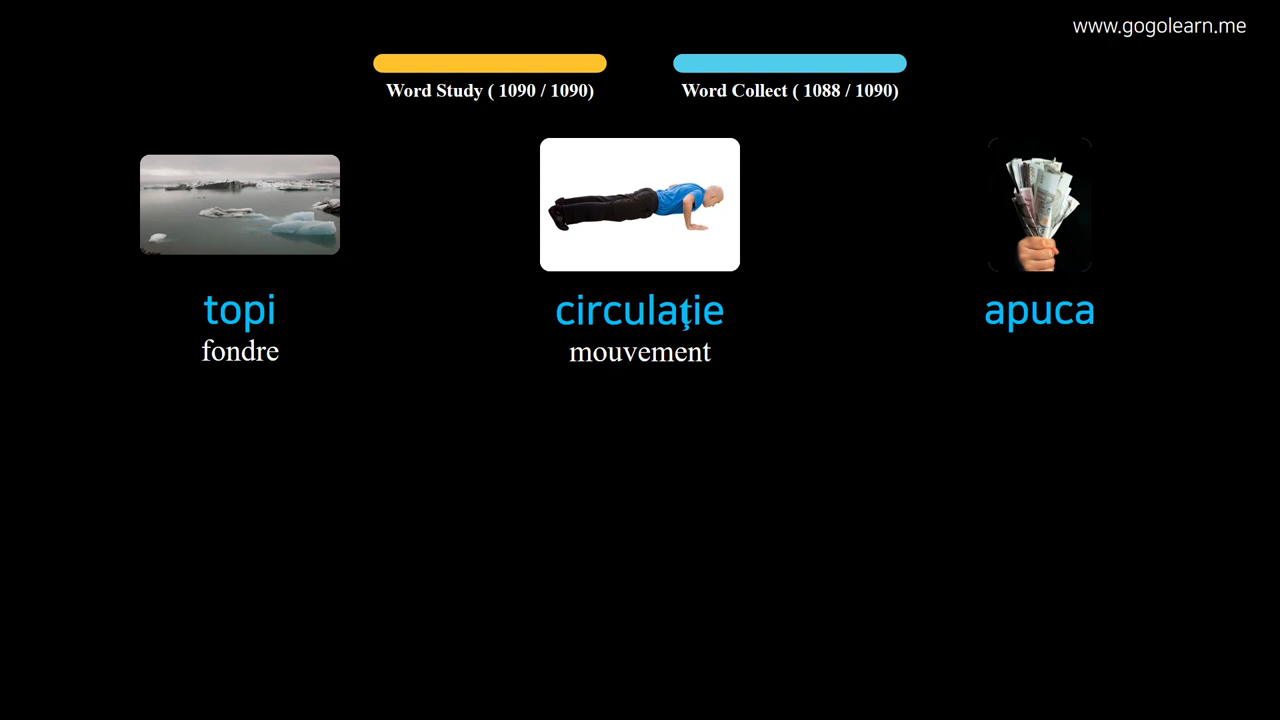 www.gogolearn.me
Word Study ( 1090 / 1090)
Word Collect ( 1088 / 1090)
topi
circulaţie
apuca
fondre
mouvement